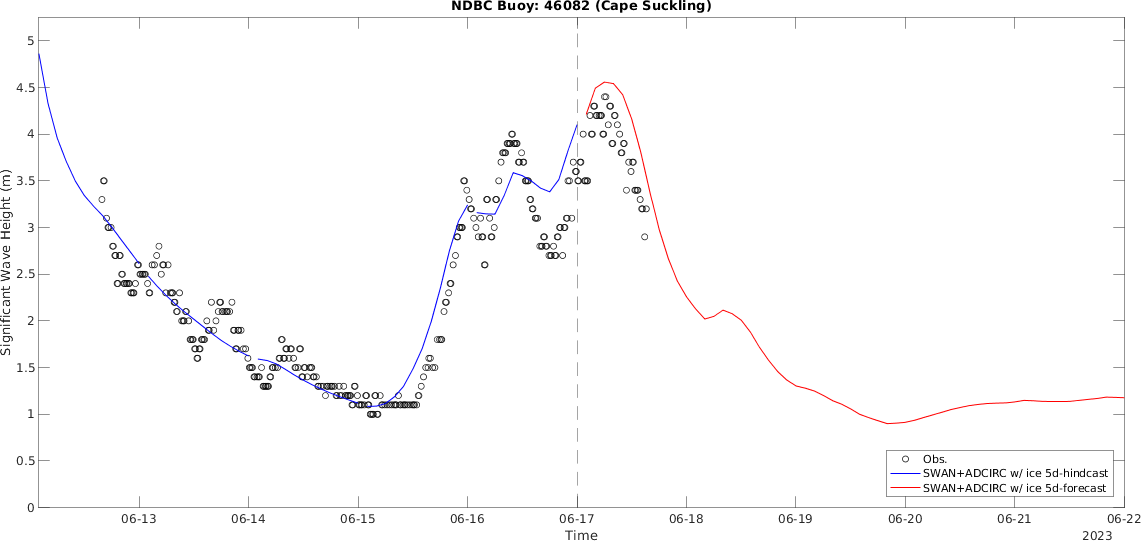 NDBC Buoy: 46082 (Cape Suckling)
5
4.5
4
3.5
3
2.5
2
1.5
1
0.5
0
Significant Wave Height (m)
Obs.
SWAN+ADCIRC w/ ice 5d-hindcast
SWAN+ADCIRC w/ ice 5d-forecast
06-13 06-14 06-15 06-16 06-17 06-18 06-19 06-20 06-21 06-22
Time
2023